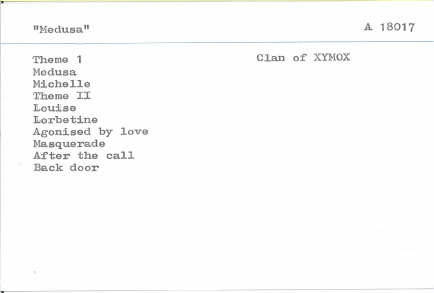 "Medusa" A 18017
Theme 1 Clan of XYMOX
Medusa
Michelle
Theme II
Louise
Lorbetine
Agonised by love
Masquerade
After the call
Back door